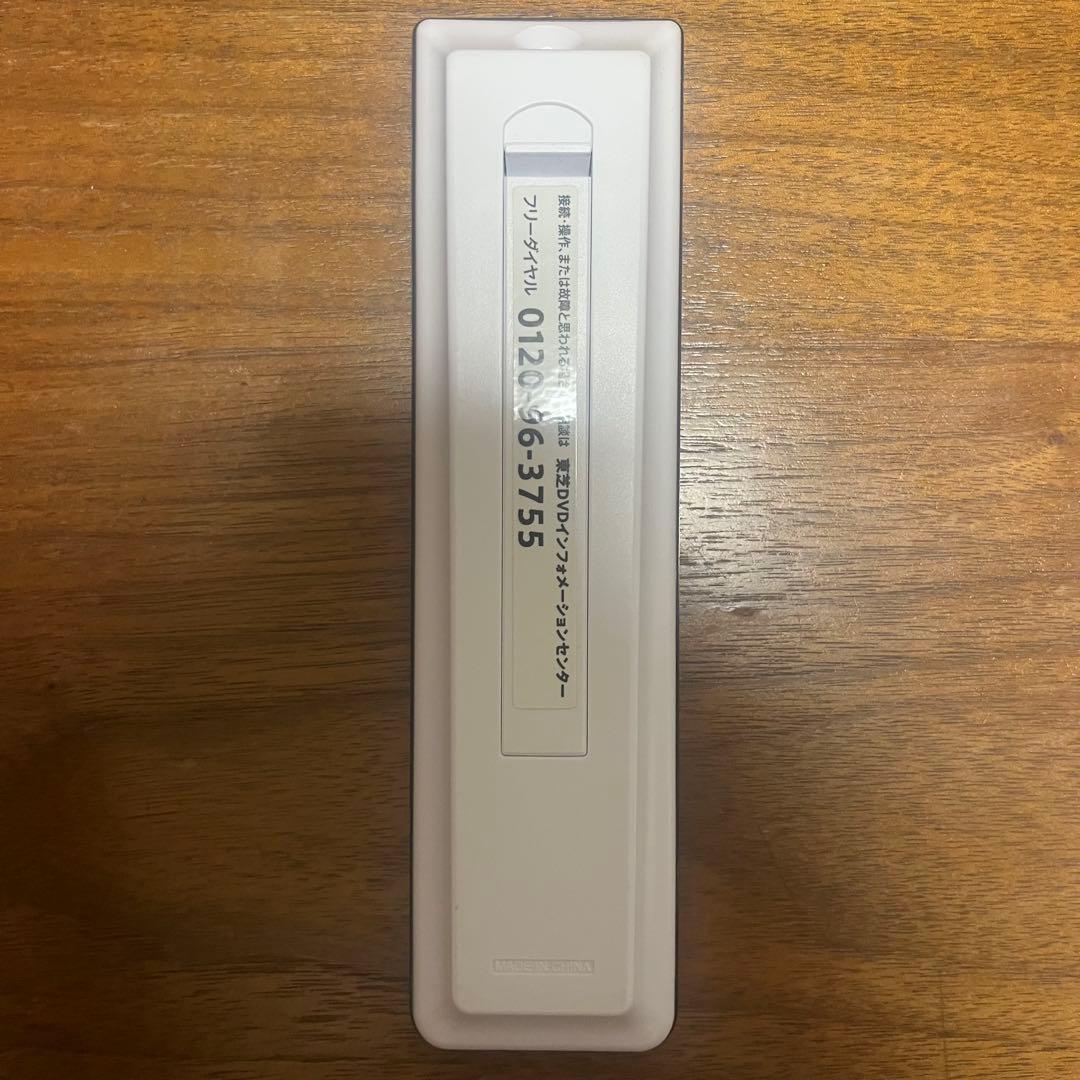 接続・操作、または故障と思われる 談は 東芝DVDインフォメーションセンター
フリーダイヤル 0120-96-3755
MADE IN CHINA